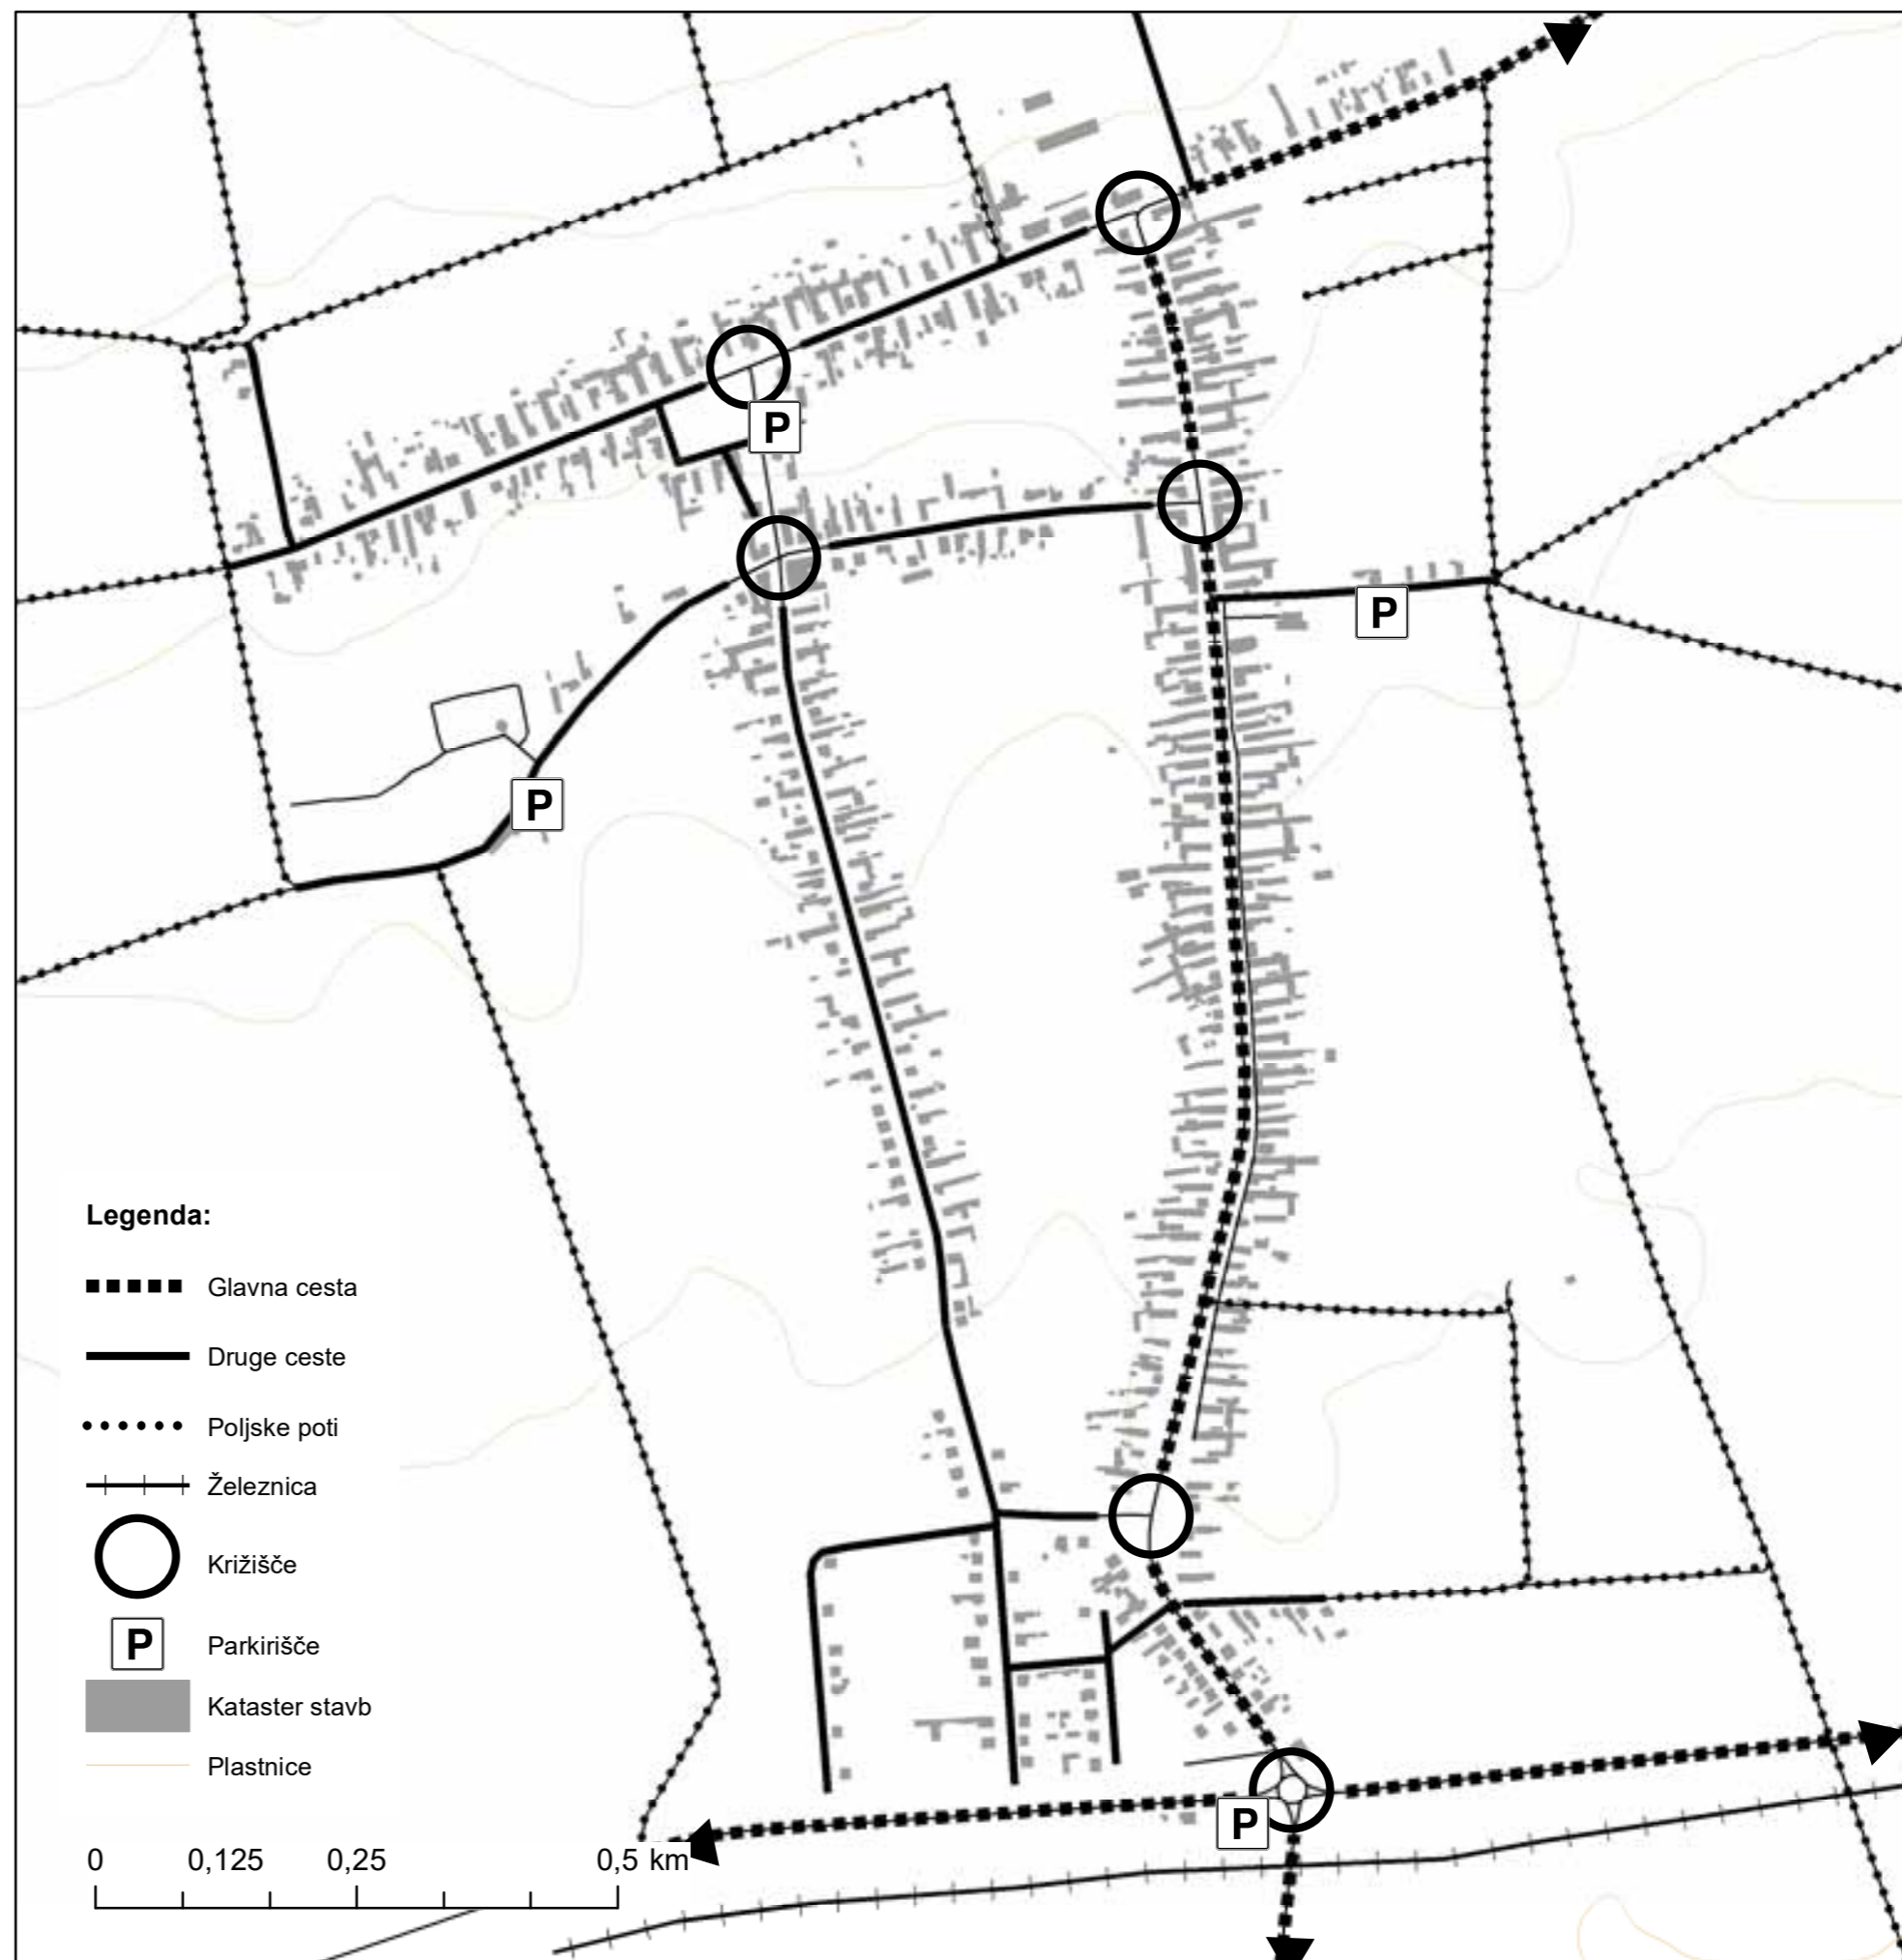 P
P
P
Legenda:
Glavna cesta
Druge ceste
Poljske poti
Železnica
Križišče
P Parkirišče
Kataster stavb
Plastnice
P
0 0,125 0,25 0,5 km